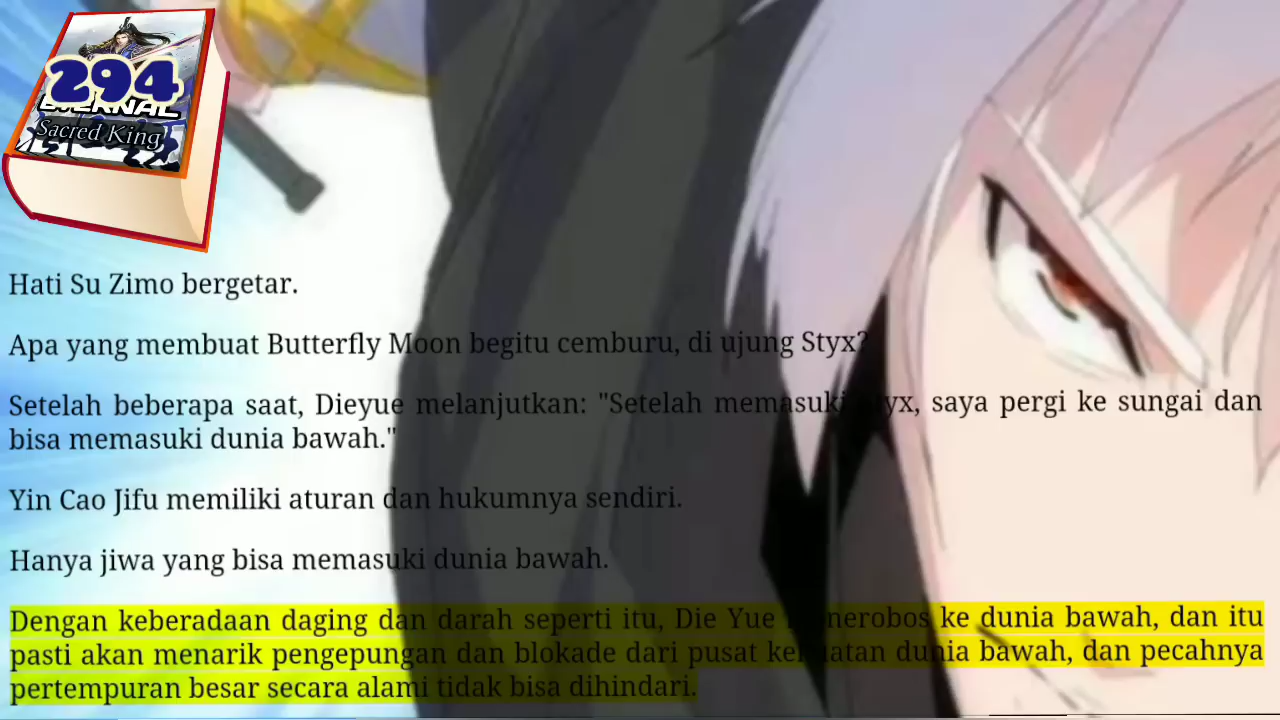 294
ETERNAL
Sacred King
Hati Su Zimo bergetar.
Apa yang membuat Butterfly Moon begitu cemburu, di ujung Styx?
Setelah beberapa saat, Dieyue melanjutkan: "Setelah memasuki Styx, saya pergi ke sungai dan
bisa memasuki dunia bawah."
Yin Cao Jifu memiliki aturan dan hukumnya sendiri.
Hanya jiwa yang bisa memasuki dunia bawah.
Dengan keberadaan daging dan darah seperti itu, Die Yue menerobos ke dunia bawah, dan itu
pasti akan menarik pengepungan dan blokade dari pusat kekuatan dunia bawah, dan pecahnya
pertempuran besar secara alami tidak bisa dihindari.